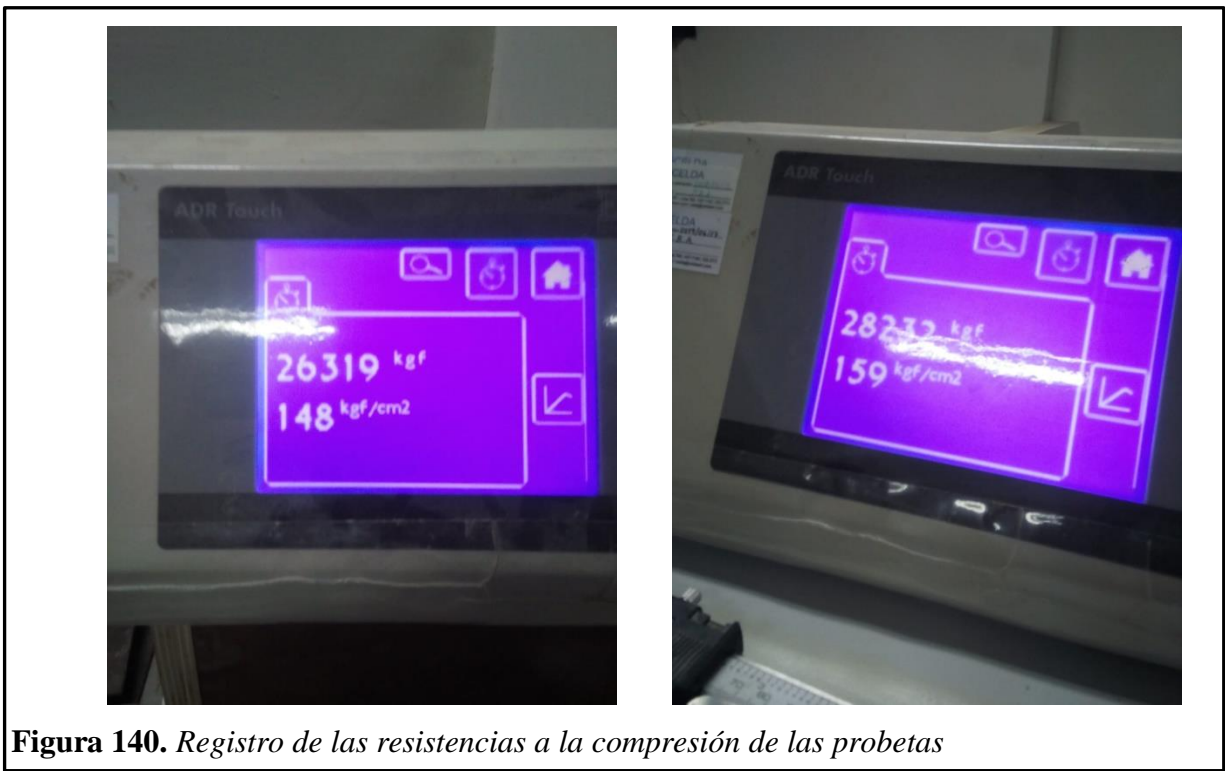 ADR Touch
26319 kgf
148 kgf/cm2
ADR Touch
CELDA
28232 kgf
159 kgf/cm2
Figura 140. Registro de las resistencias a la compresión de las probetas